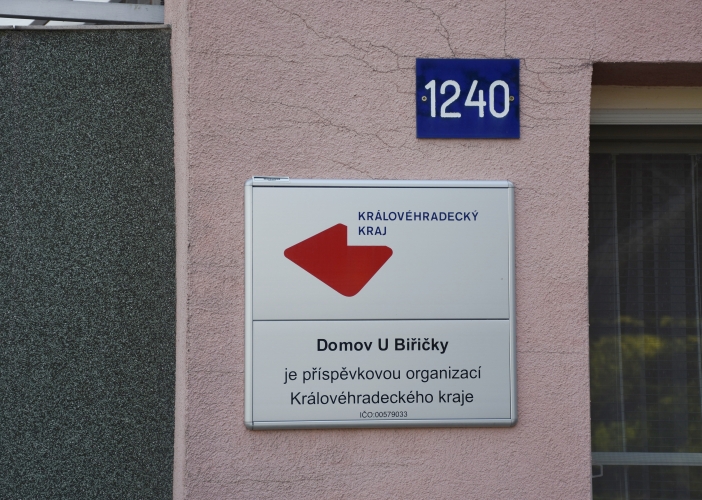 1240
KRÁLOVÉHRADECKÝ
KRAJ
Domov U Biřičky
je příspěvkovou organizací
Královéhradeckého kraje
IČO:00579033